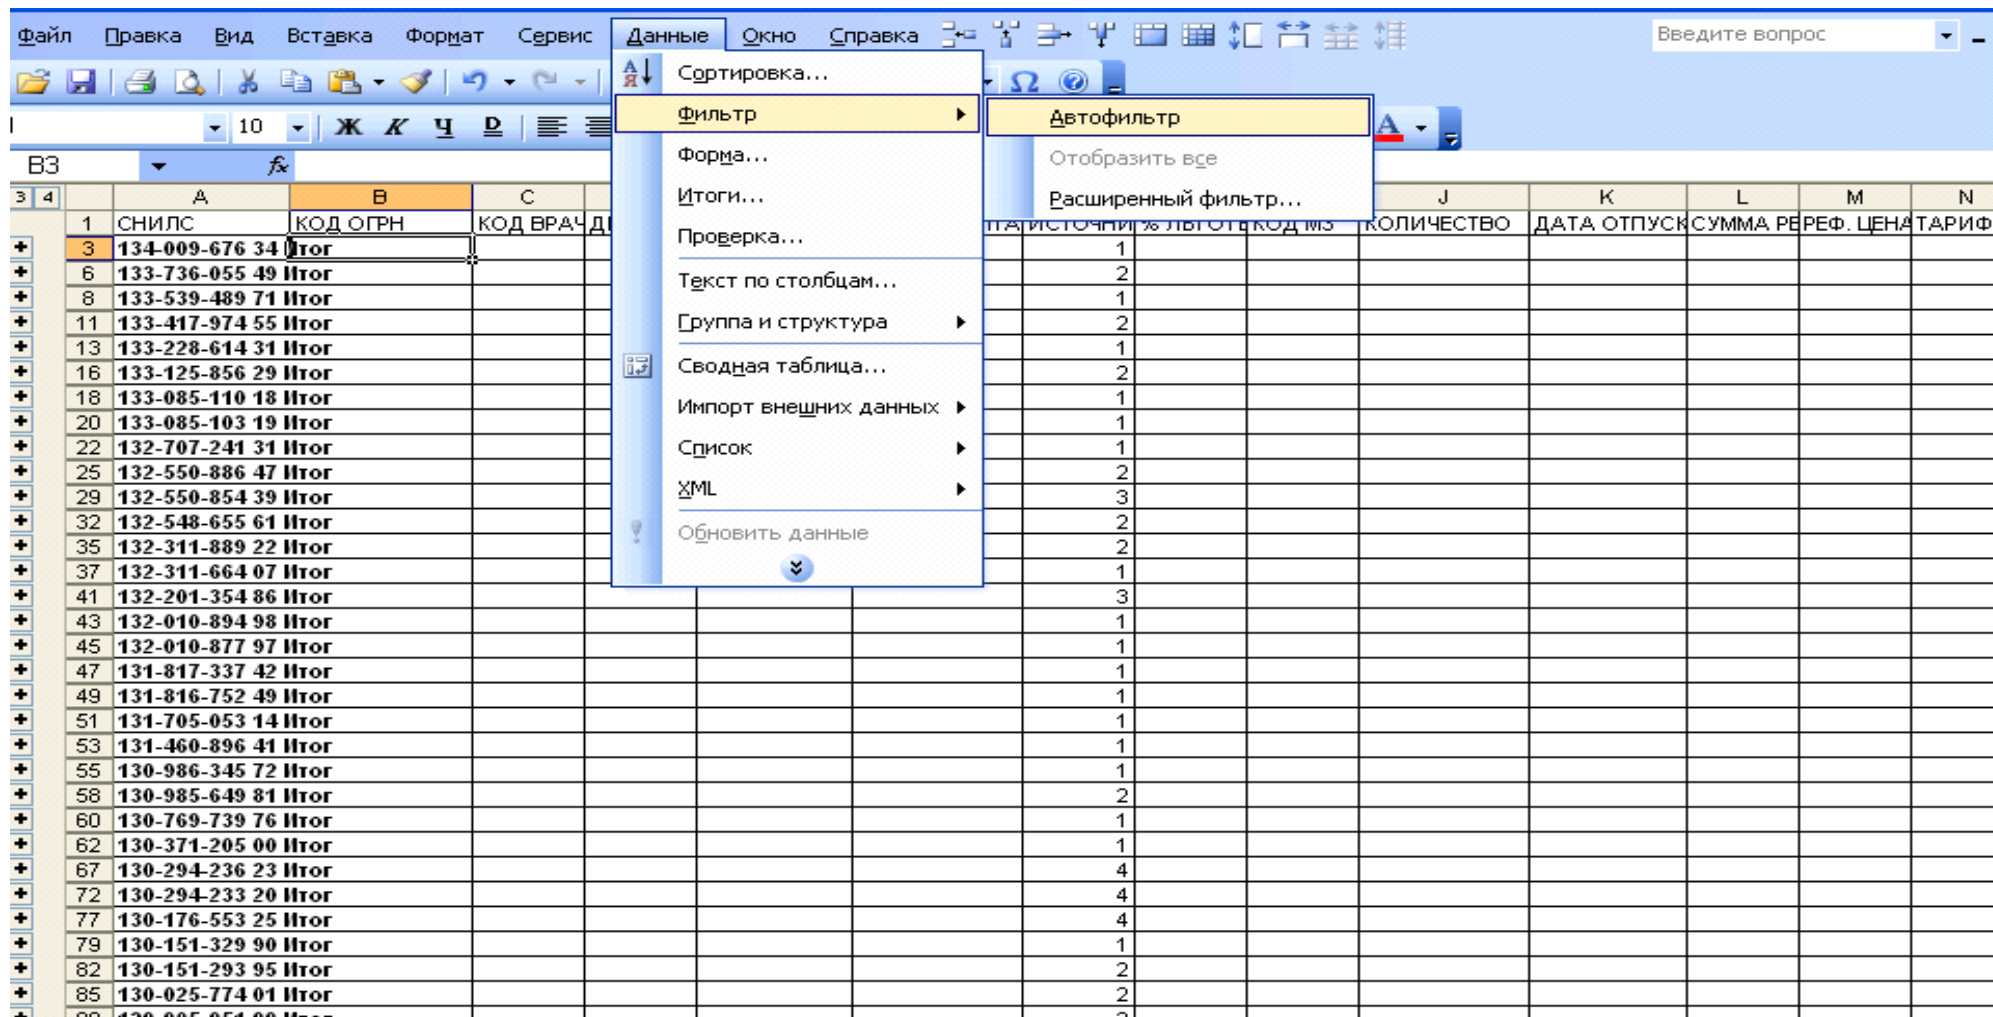 Файл Правка Вид Вставка Формат Сервис Данные Окно Справка Введите вопрос
10 Ж К Ч D A
B3 fx
Сортировка...
Фильтр
Форма...
Итоги...
Проверка...
Текст по столбцам...
Группа и структура
Сводная таблица...
Импорт внешних данных
Список
XML
Обновить данные
Автофильтр
Отобразить все
Расширенный фильтр...
3 4 A B C J K L M N
1 СНИЛС КОД ОГРН КОД ВРАЧ ИСТОЧНИ % ЛЬГОТЕ КОД МЗ КОЛИЧЕСТВО ДАТА ОТПУСК СУММА РЕ РЕФ. ЦЕНА ТАРИФ
3 134-009-676 34 Итог 1
6 133-736-055 49 Итог 2
8 133-539-489 71 Итог 1
11 133-417-974 55 Итог 2
13 133-228-614 31 Итог 1
16 133-125-856 29 Итог 2
18 133-085-110 18 Итог 1
20 133-085-103 19 Итог 1
22 132-707-241 31 Итог 1
25 132-550-886 47 Итог 2
29 132-550-854 39 Итог 3
32 132-548-655 61 Итог 2
35 132-311-889 22 Итог 2
37 132-311-664 07 Итог 1
41 132-201-354 86 Итог 3
43 132-010-894 98 Итог 1
45 132-010-877 97 Итог 1
47 131-817-337 42 Итог 1
49 131-816-752 49 Итог 1
51 131-705-053 14 Итог 1
53 131-460-896 41 Итог 1
55 130-986-345 72 Итог 1
58 130-985-649 81 Итог 2
60 130-769-739 76 Итог 1
62 130-371-205 00 Итог 1
67 130-294-236 23 Итог 4
72 130-294-233 20 Итог 4
77 130-176-553 25 Итог 4
79 130-151-329 90 Итог 1
82 130-151-293 95 Итог 2
85 130-025-774 01 Итог 2